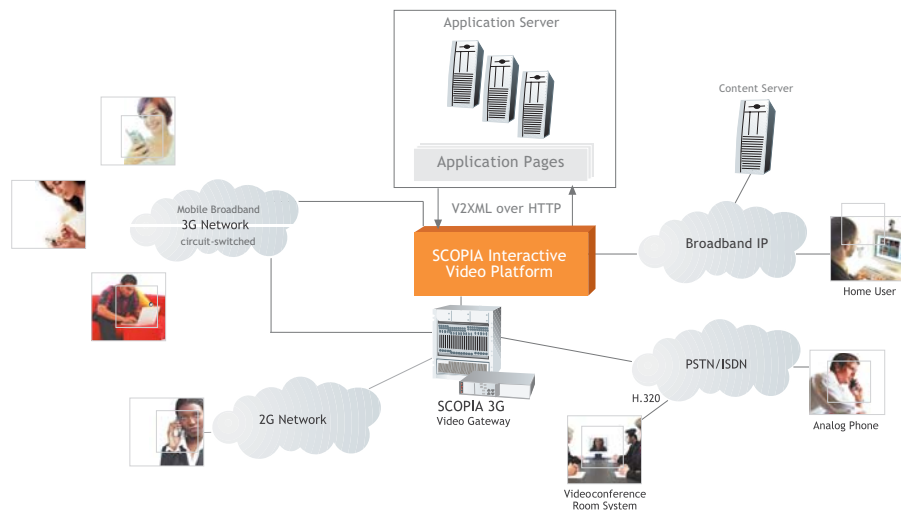 Application Server
Content Server
Application Pages
Mobile Broadband
3G Network
circuit-switched
V2XML over HTTP
SCOPIA Interactive
Video Platform
Broadband IP
Home User
PSTN/ISDN
H.320
SCOPIA 3G
Video Gateway
2G Network
Analog Phone
Videoconference
Room System